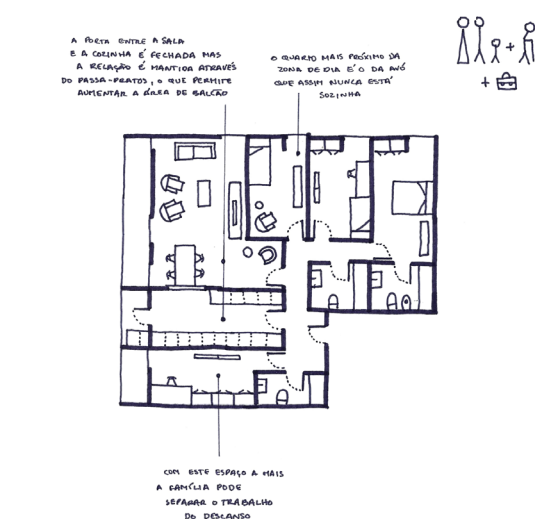 A PORTA ENTRE A SALA
E A COZINHA É FECHADA MAS
A RELAÇÃO É MANTIDA ATRAVÉS
DO PASSA-PRATOS, O QUE PERMITE
AUMENTAR A ÁREA DE BALCÃO
O QUARTO MAIS PRÓXIMO DA
ZONA DE DIA É O DA AVÓ
QUE ASSIM NUNCA ESTÁ
SOZINHA
COM ESTE ESPAÇO A MAIS
A FAMÍLIA PODE
SEPARAR O TRABALHO
DO DESCANSO